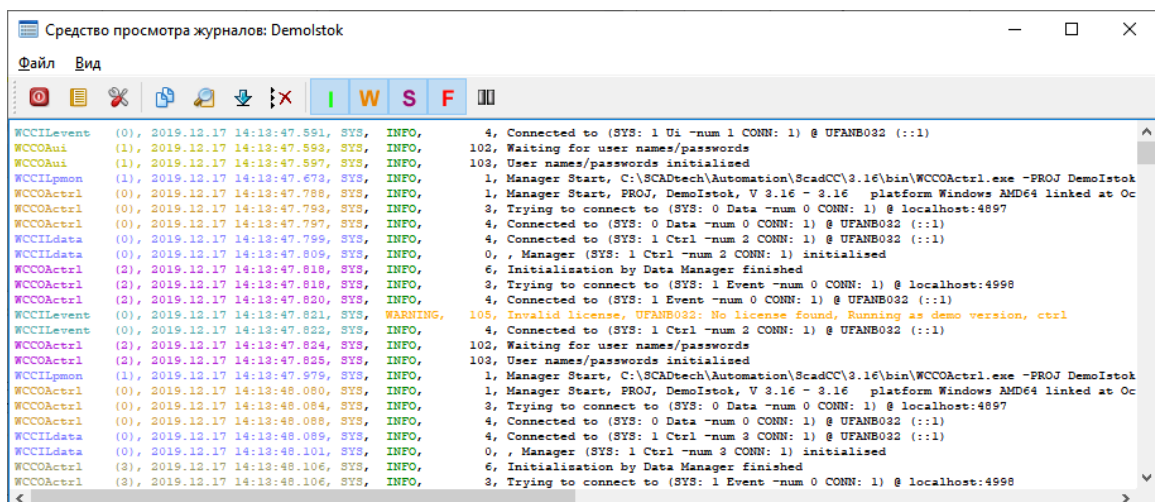 Средство просмотра журналов: DemoIstok
Файл Вид
I W S F
WCCILevent (0), 2019.12.17 14:13:47.591, SYS, INFO, 4, Connected to (SYS: 1 Ui -num 1 CONN: 1) @ UFANB032 (::1)
WCCOAui (1), 2019.12.17 14:13:47.593, SYS, INFO, 102, Waiting for user names/passwords
WCCOAui (1), 2019.12.17 14:13:47.597, SYS, INFO, 103, User names/passwords initialised
WCCILpmon (1), 2019.12.17 14:13:47.673, SYS, INFO, 1, Manager Start, C:\SCADtech\Automation\ScadCC\3.16\bin\WCCOActrl.exe -PROJ DemoIstok
WCCOActrl (0), 2019.12.17 14:13:47.788, SYS, INFO, 1, Manager Start, PROJ, DemoIstok, V 3.16 - 3.16 platform Windows AMD64 linked at Oc
WCCOActrl (0), 2019.12.17 14:13:47.793, SYS, INFO, 3, Trying to connect to (SYS: 0 Data -num 0 CONN: 1) @ localhost:4897
WCCOActrl (0), 2019.12.17 14:13:47.797, SYS, INFO, 4, Connected to (SYS: 0 Data -num 0 CONN: 1) @ UFANB032 (::1)
WCCILdata (0), 2019.12.17 14:13:47.799, SYS, INFO, 4, Connected to (SYS: 1 Ctrl -num 2 CONN: 1) @ UFANB032 (::1)
WCCILdata (0), 2019.12.17 14:13:47.809, SYS, INFO, 0, , Manager (SYS: 1 Ctrl -num 2 CONN: 1) initialised
WCCOActrl (2), 2019.12.17 14:13:47.818, SYS, INFO, 6, Initialization by Data Manager finished
WCCOActrl (2), 2019.12.17 14:13:47.818, SYS, INFO, 3, Trying to connect to (SYS: 1 Event -num 0 CONN: 1) @ localhost:4998
WCCOActrl (2), 2019.12.17 14:13:47.820, SYS, INFO, 4, Connected to (SYS: 1 Event -num 0 CONN: 1) @ UFANB032 (::1)
WCCILevent (0), 2019.12.17 14:13:47.821, SYS, WARNING, 105, Invalid license, UFANB032: No license found, Running as demo version, ctrl
WCCILevent (0), 2019.12.17 14:13:47.822, SYS, INFO, 4, Connected to (SYS: 1 Ctrl -num 2 CONN: 1) @ UFANB032 (::1)
WCCOActrl (2), 2019.12.17 14:13:47.824, SYS, INFO, 102, Waiting for user names/passwords
WCCOActrl (2), 2019.12.17 14:13:47.825, SYS, INFO, 103, User names/passwords initialized
WCCILpmon (1), 2019.12.17 14:13:47.979, SYS, INFO, 1, Manager Start, C:\SCADtech\Automation\ScadCC\3.16\bin\WCCOActrl.exe -PROJ DemoIstok
WCCOActrl (0), 2019.12.17 14:13:48.080, SYS, INFO, 1, Manager Start, PROJ, DemoIstok, V 3.16 - 3.16 platform Windows AMD64 linked at Oc
WCCOActrl (0), 2019.12.17 14:13:48.084, SYS, INFO, 3, Trying to connect to (SYS: 0 Data -num 0 CONN: 1) @ localhost:4897
WCCOActrl (0), 2019.12.17 14:13:48.088, SYS, INFO, 4, Connected to (SYS: 0 Data -num 0 CONN: 1) @ UFANB032 (::1)
WCCILdata (0), 2019.12.17 14:13:48.089, SYS, INFO, 4, Connected to (SYS: 1 Ctrl -num 3 CONN: 1) @ UFANB032 (::1)
WCCILdata (0), 2019.12.17 14:13:48.101, SYS, INFO, 0, , Manager (SYS: 1 Ctrl -num 3 CONN: 1) initialised
WCCOActrl (3), 2019.12.17 14:13:48.106, SYS, INFO, 6, Initialization by Data Manager finished
WCCOActrl (3), 2019.12.17 14:13:48.106, SYS, INFO, 3, Trying to connect to (SYS: 1 Event -num 0 CONN: 1) @ localhost:4998